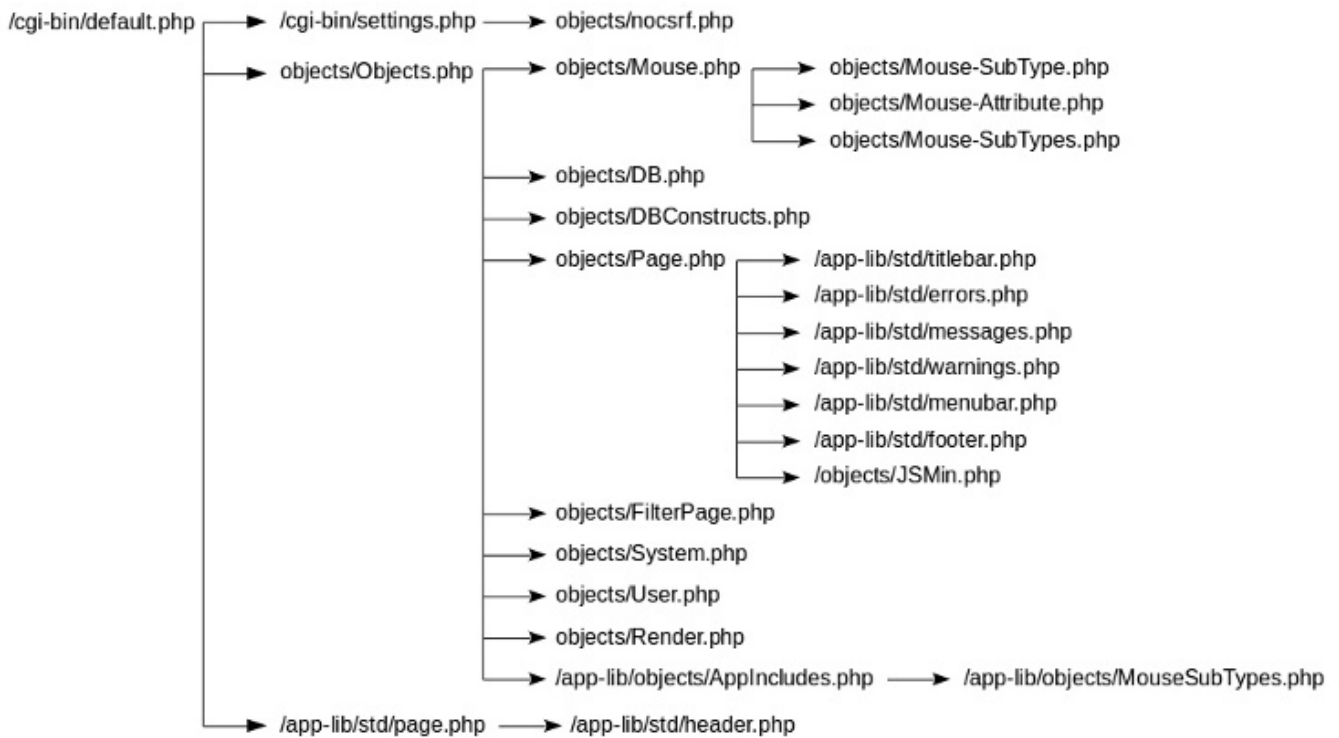 /cgi-bin/default.php /cgi-bin/settings.php objects/nocsrf.php
objects/Objects.php objects/Mouse.php objects/Mouse-SubType.php
objects/Mouse-Attribute.php
objects/Mouse-SubTypes.php
objects/DB.php
objects/DBConstructs.php
objects/Page.php /app-lib/std/titlebar.php
/app-lib/std/errors.php
/app-lib/std/messages.php
/app-lib/std/warnings.php
/app-lib/std/menubar.php
/app-lib/std/footer.php
/objects/JSMin.php
objects/FilterPage.php
objects/System.php
objects/User.php
objects/Render.php
/app-lib/objects/AppIncludes.php /app-lib/objects/MouseSubTypes.php
/app-lib/std/page.php /app-lib/std/header.php